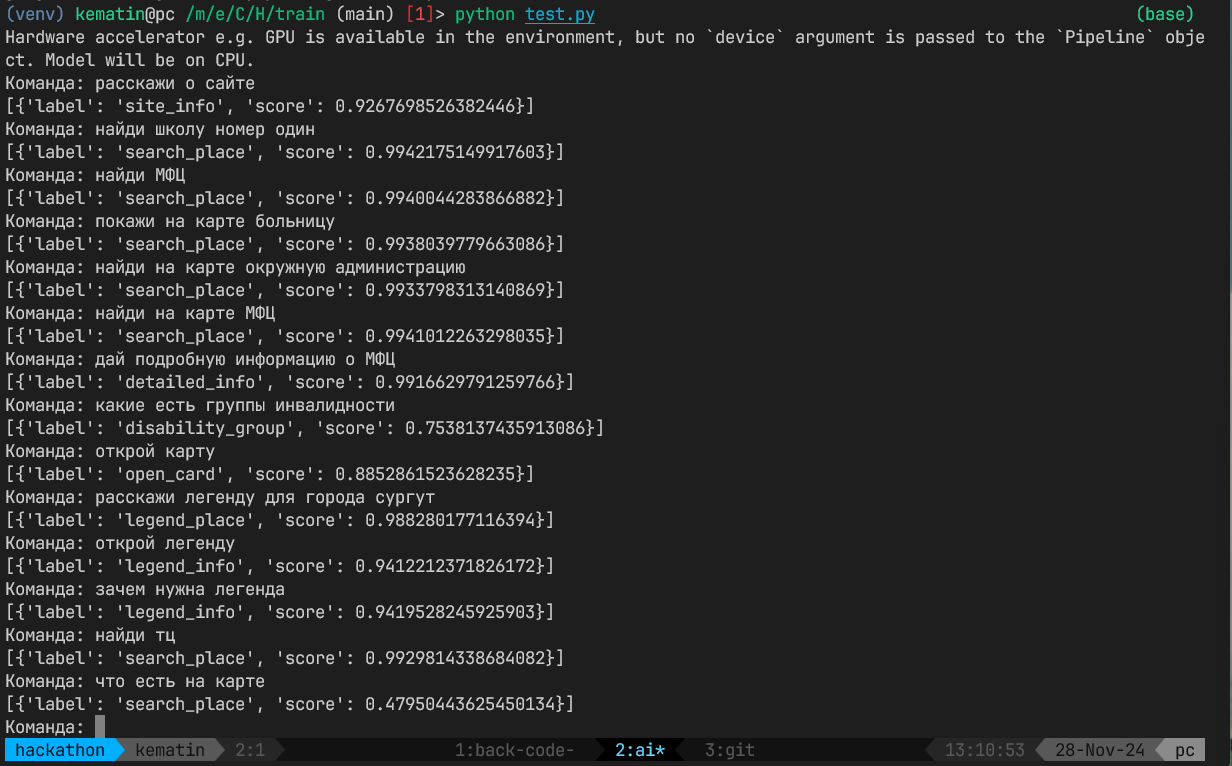 (venv) kematin@pc /m/e/C/H/train (main) [1]> python test.py (base)
Hardware accelerator e.g. GPU is available in the environment, but no `device` argument is passed to the `Pipeline` obje
ct. Model will be on CPU.
Команда: расскажи о сайте
[{'label': 'site_info', 'score': 0.9267698526382446}]
Команда: найди школу номер один
[{'label': 'search_place', 'score': 0.9942175149917603}]
Команда: найди МФЦ
[{'label': 'search_place', 'score': 0.9940044283866882}]
Команда: покажи на карте больницу
[{'label': 'search_place', 'score': 0.9938039779663086}]
Команда: найди на карте окружную администрацию
[{'label': 'search_place', 'score': 0.9933798313140869}]
Команда: найди на карте МФЦ
[{'label': 'search_place', 'score': 0.9941012263298035}]
Команда: дай подробную информацию о МФЦ
[{'label': 'detailed_info', 'score': 0.9916629791259766}]
Команда: какие есть группы инвалидности
[{'label': 'disability_group', 'score': 0.7538137435913086}]
Команда: открой карту
[{'label': 'open_card', 'score': 0.8852861523628235}]
Команда: расскажи легенду для города сургут
[{'label': 'legend_place', 'score': 0.988280177116394}]
Команда: открой легенду
[{'label': 'legend_info', 'score': 0.9412212371826172}]
Команда: зачем нужна легенда
[{'label': 'legend_info', 'score': 0.9419528245925903}]
Команда: найди тц
[{'label': 'search_place', 'score': 0.9929814338684082}]
Команда: что есть на карте
[{'label': 'search_place', 'score': 0.47950443625450134}]
Команда:
hackathon kematin 2:1 1:back-code- 2:ai* 3:git 13:10:53 28-Nov-24 pc